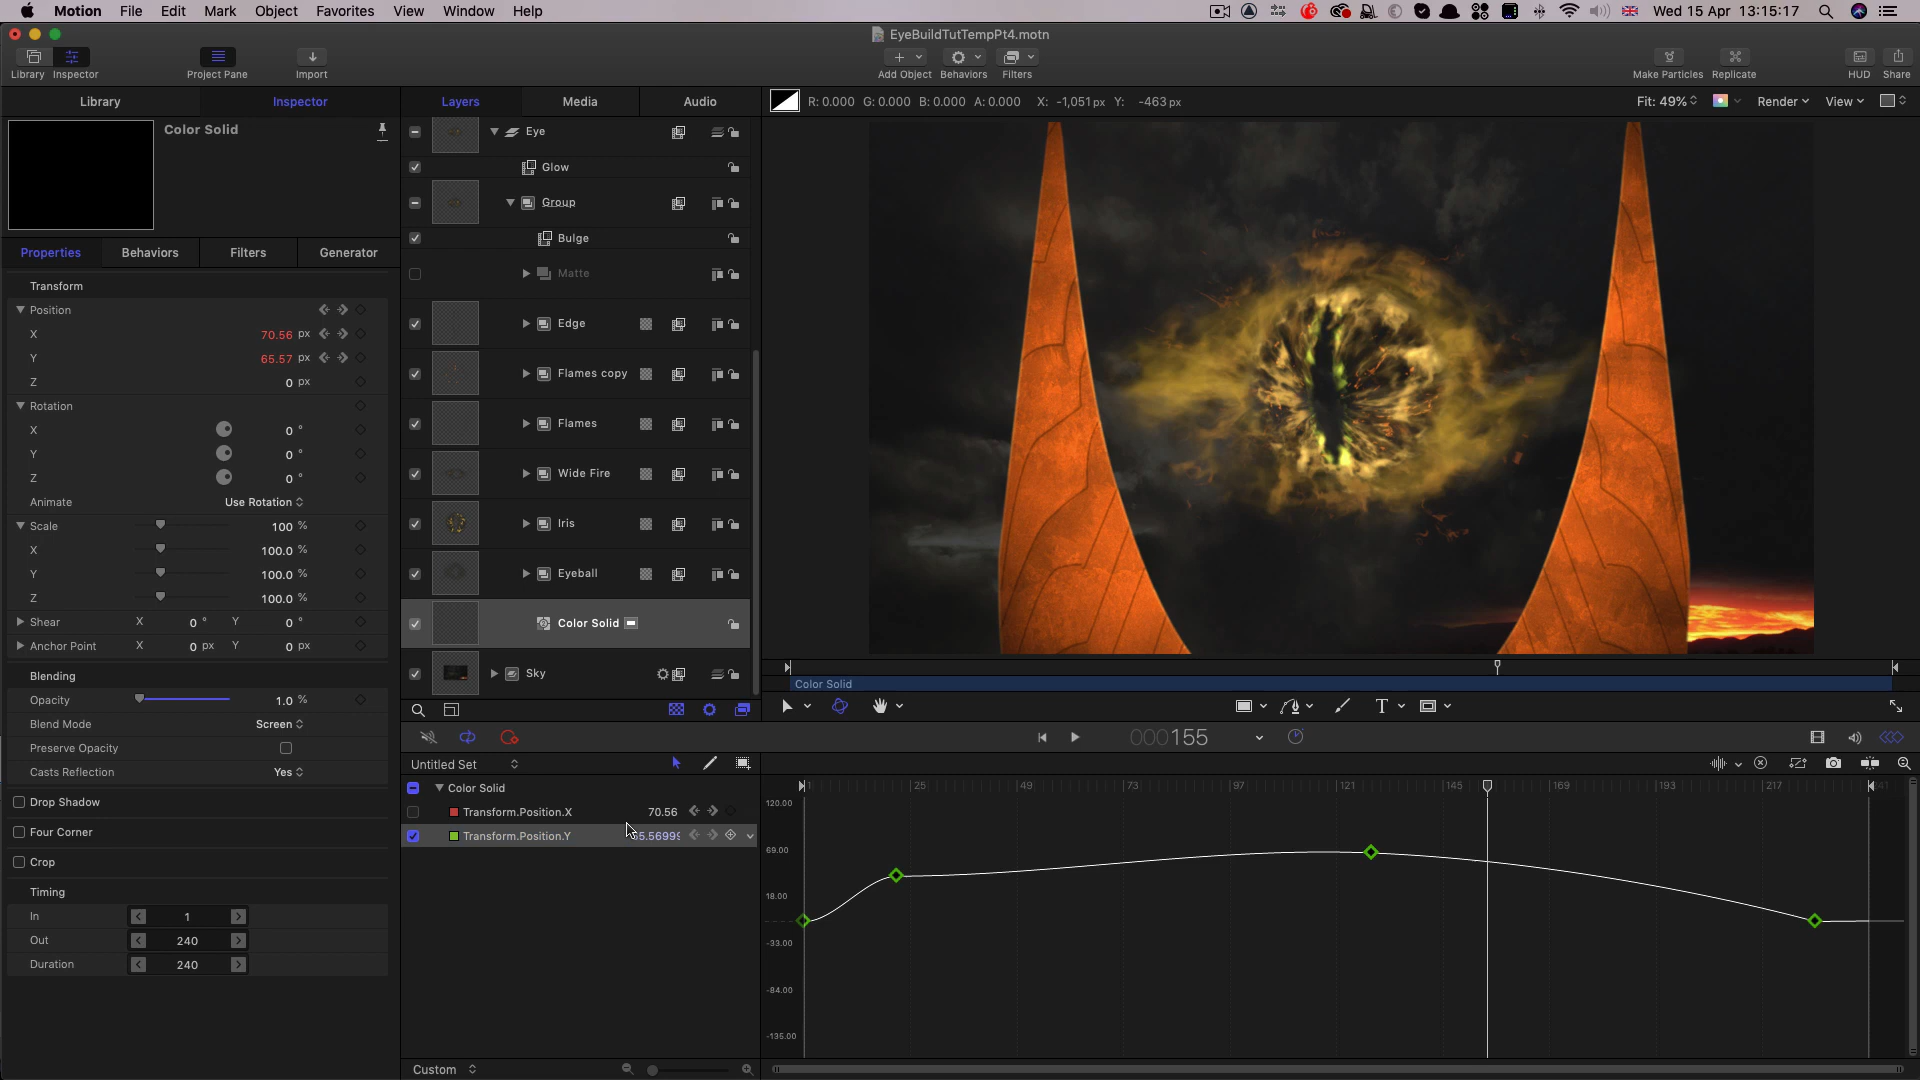 Motion File Edit Mark Object Favorites View Window Help
Wed 15 Apr 13:15:17
EyeBuildTutTempPt4.motn
Library Inspector Project Pane Import
Add Object Behaviors Filters
Make Particles Replicate HUD Share
Library Inspector
Layers Media Audio
R: 0.000 G: 0.000 B: 0.000 A: 0.000 X: -1,051 px Y: -463 px
Fit: 49% Render View
Color Solid
Properties Behaviors Filters Generator
Transform
Position
X 70.56 px
Y 65.57 px
Z 0 px
Rotation
X 0 °
Y 0 °
Z 0 °
Animate Use Rotation
Scale 100 %
X 100.0 %
Y 100.0 %
Z 100.0 %
Shear X 0 ° Y 0 °
Anchor Point X 0 px Y 0 px
Blending
Opacity 1.0 %
Blend Mode Screen
Preserve Opacity
Casts Reflection Yes
Drop Shadow
Four Corner
Crop
Timing
In 1
Out 240
Duration 240
Eye
Glow
Group
Bulge
Matte
Edge
Flames copy
Flames
Wide Fire
Iris
Eyeball
Color Solid
Sky
Color Solid
T
000155
Untitled Set
Color Solid
Transform.Position.X 70.56
Transform.Position.Y
1 25 49 73 97 121 145 169 193 217 241
120.00
69.00
18.00
-33.00
-84.00
-135.00
Custom